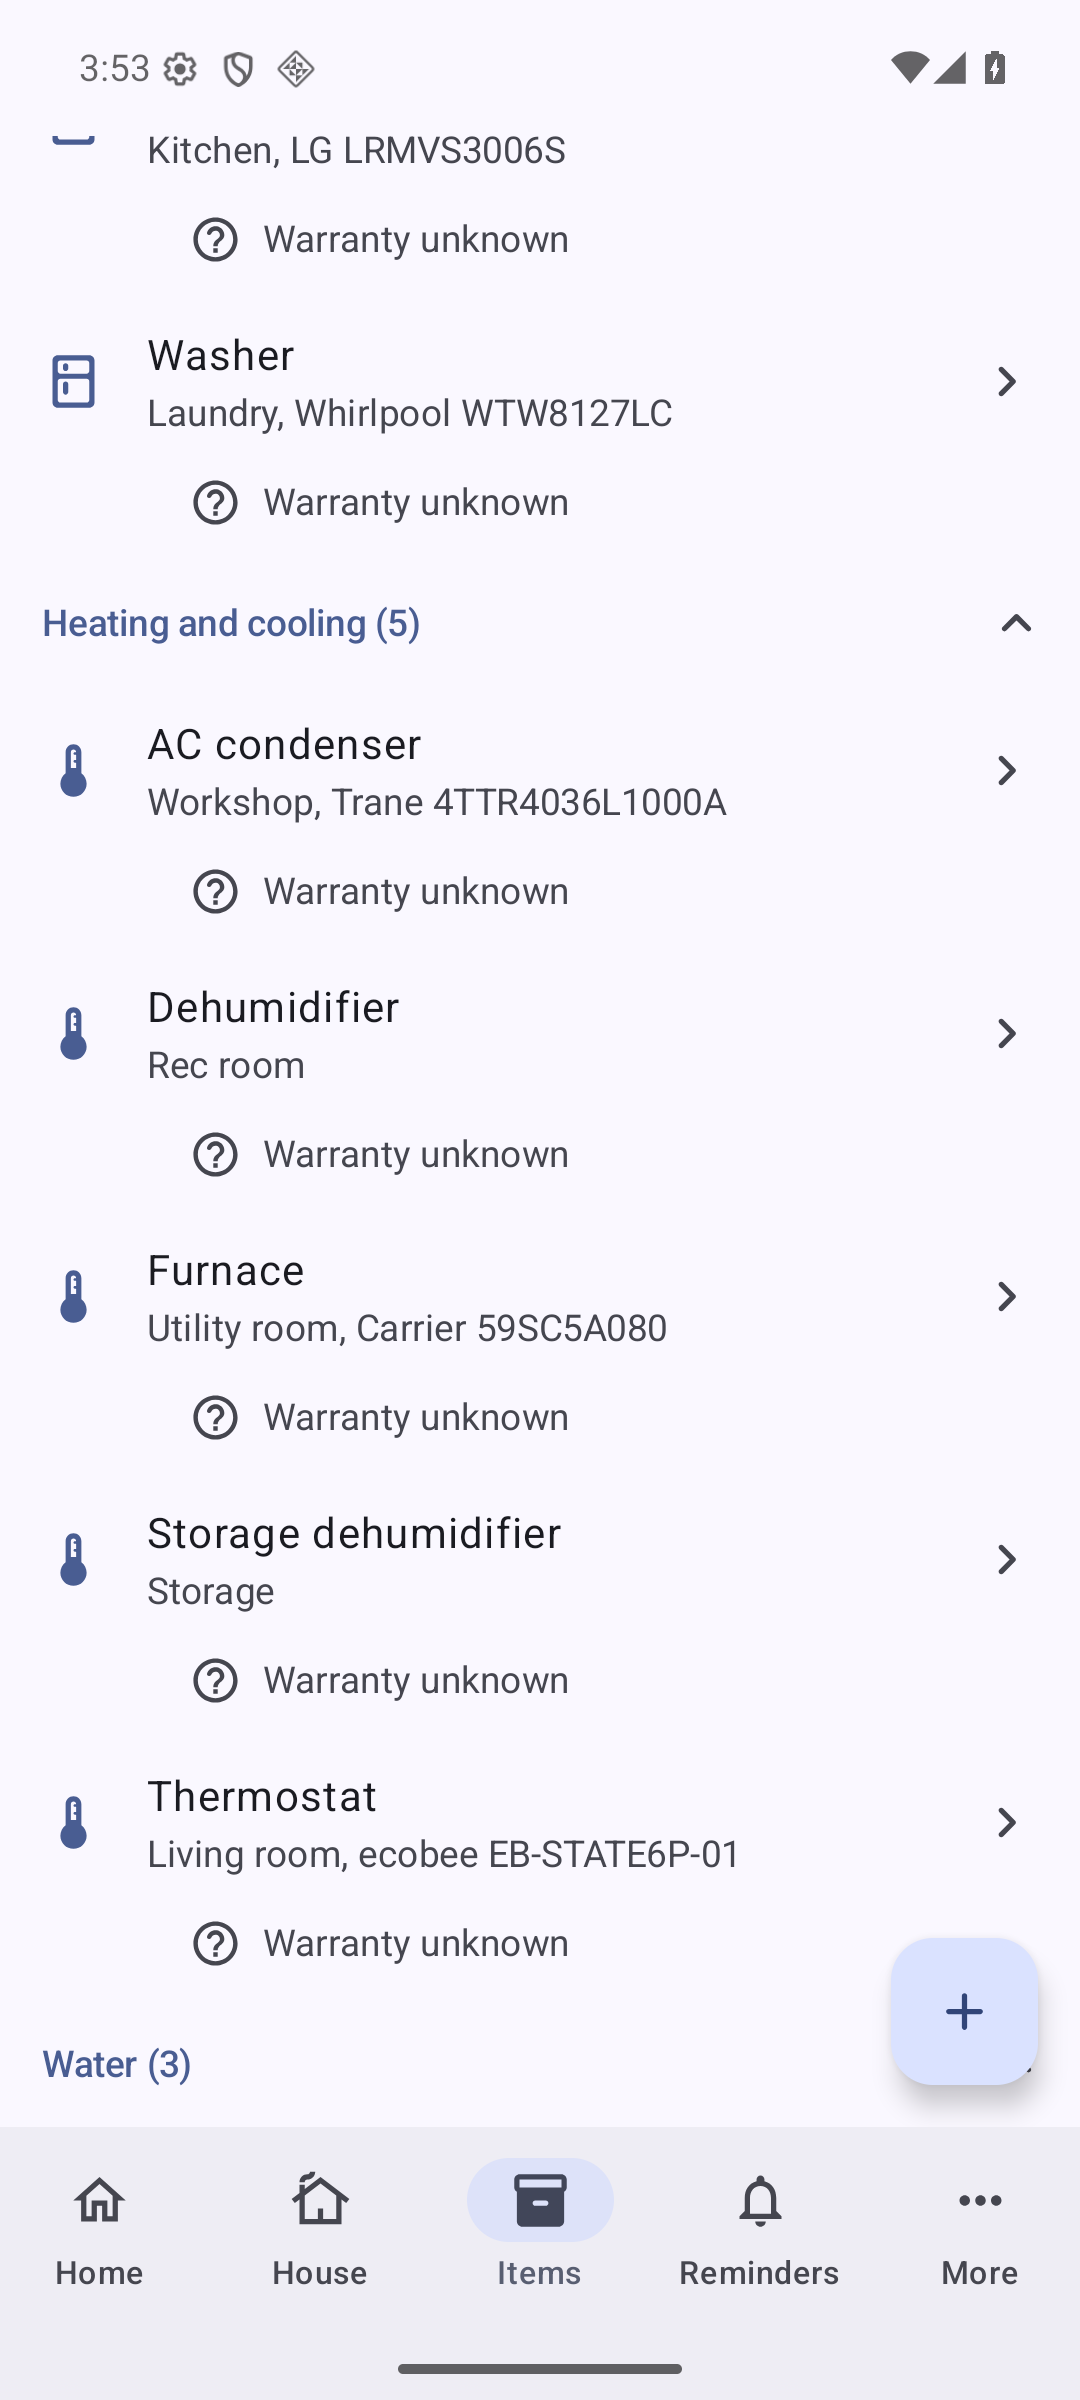 3:53
Kitchen, LG LRMVS3006S
Warranty unknown
Washer
Laundry, Whirlpool WTW8127LC
Warranty unknown
Heating and cooling (5)
AC condenser
Workshop, Trane 4TTR4036L1000A
Warranty unknown
Dehumidifier
Rec room
Warranty unknown
Furnace
Utility room, Carrier 59SC5A080
Warranty unknown
Storage dehumidifier
Storage
Warranty unknown
Thermostat
Living room, ecobee EB-STATE6P-01
Warranty unknown
Water (3)
Home House Items Reminders More